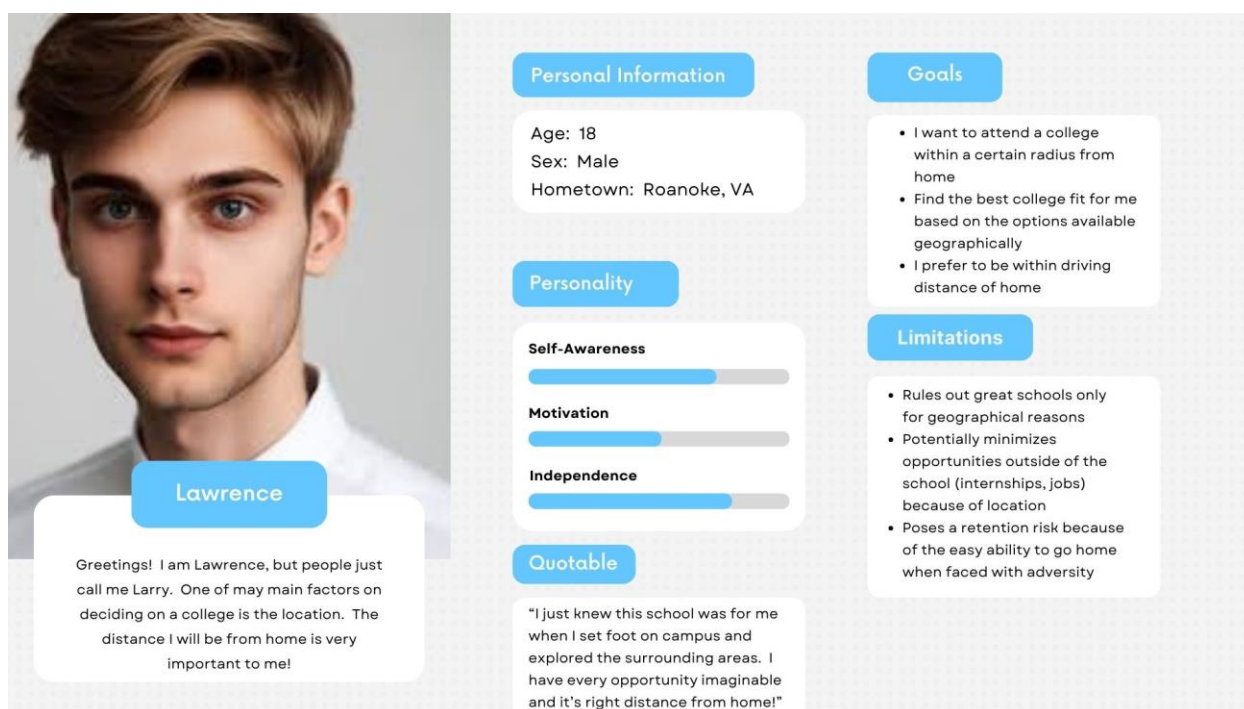 Lawrence
Greetings! I am Lawrence, but people just
call me Larry. One of may main factors on
deciding on a college is the location. The
distance I will be from home is very
important to me!
Personal Information
Age: 18
Sex: Male
Hometown: Roanoke, VA
Personality
Self-Awareness
Motivation
Independence
Quotable
“I just knew this school was for me
when I set foot on campus and
explored the surrounding areas. I
have every opportunity imaginable
and it’s right distance from home!”
Goals
• I want to attend a college
within a certain radius from
home
• Find the best college fit for me
based on the options available
geographically
• I prefer to be within driving
distance of home
Limitations
• Rules out great schools only
for geographical reasons
• Potentially minimizes
opportunities outside of the
school (internships, jobs)
because of location
• Poses a retention risk because
of the easy ability to go home
when faced with adversity